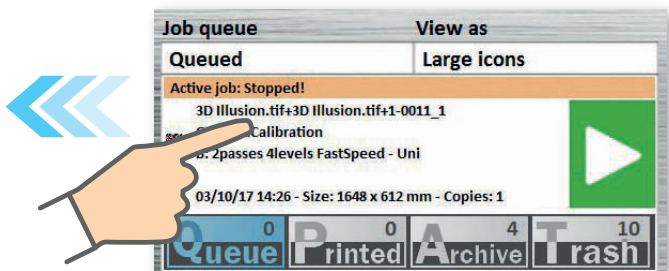 Job queue View as
Queued Large icons
Active job: Stopped!
3D Illusion.tif+3D Illusion.tif+1-0011_1
Calibration
B: 2passes 4levels FastSpeed - Uni
03/10/17 14:26 - Size: 1648 x 612 mm - Copies: 1
Queue 0 Printed 0 Archive 4 Trash 10